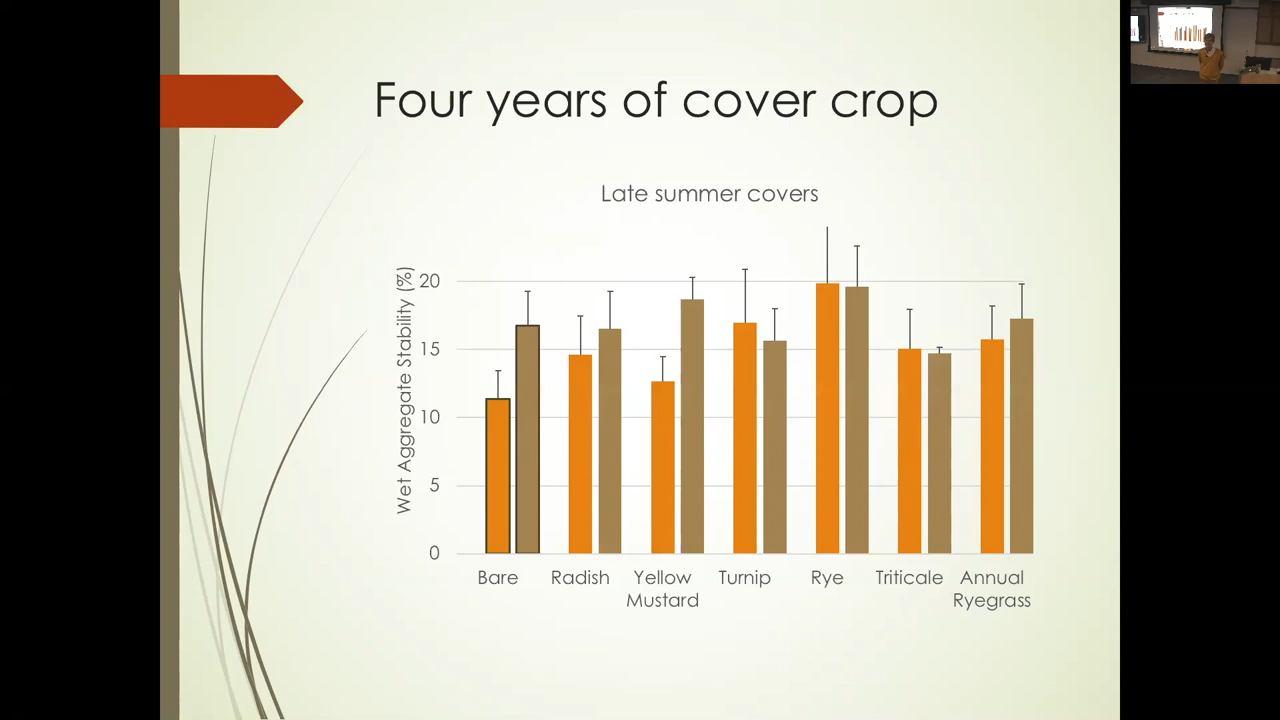 Four years of cover crop
Late summer covers
Wet Aggregate Stability (%)
20
15
10
5
0
Bare
Radish
Yellow
Mustard
Turnip
Rye
Triticale
Annual
Ryegrass